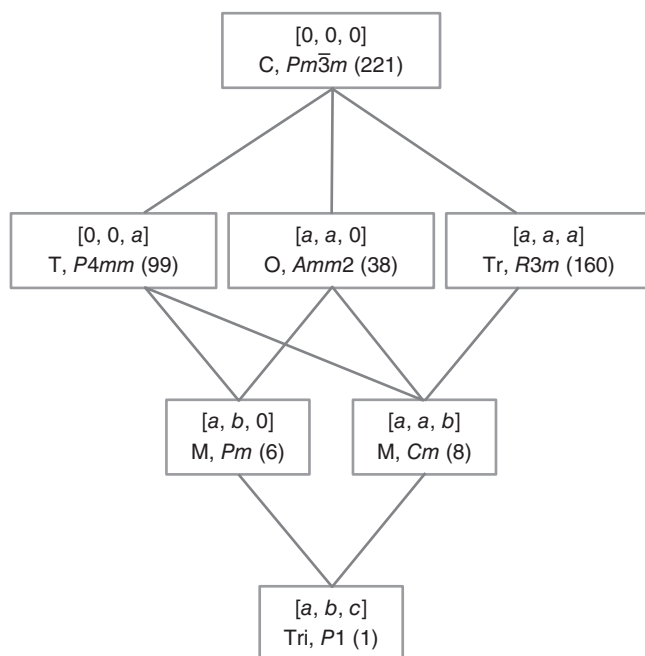 [0, 0, 0]
C, Pm3̅m (221)
[0, 0, a]
T, P4mm (99)
[a, a, 0]
O, Amm2 (38)
[a, a, a]
Tr, R3m (160)
[a, b, 0]
M, Pm (6)
[a, a, b]
M, Cm (8)
[a, b, c]
Tri, P1 (1)